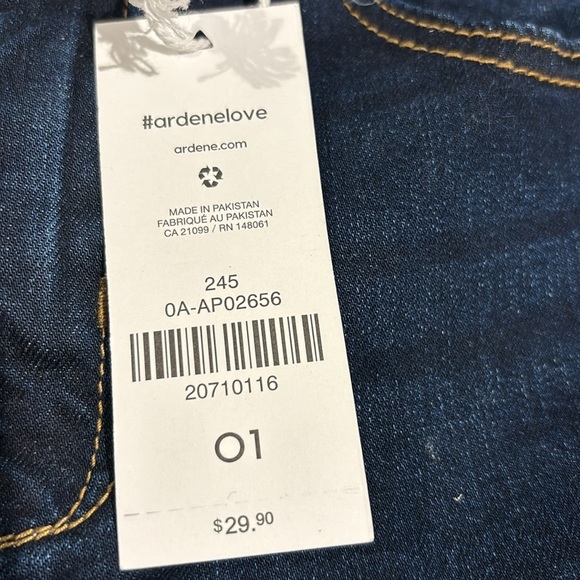 #ardenelove
ardene.com
MADE IN PAKISTAN
FABRIQUÉ AU PAKISTAN
CA 21099 / RN 148061
245
0A-AP02656
20710116
01
$29.90